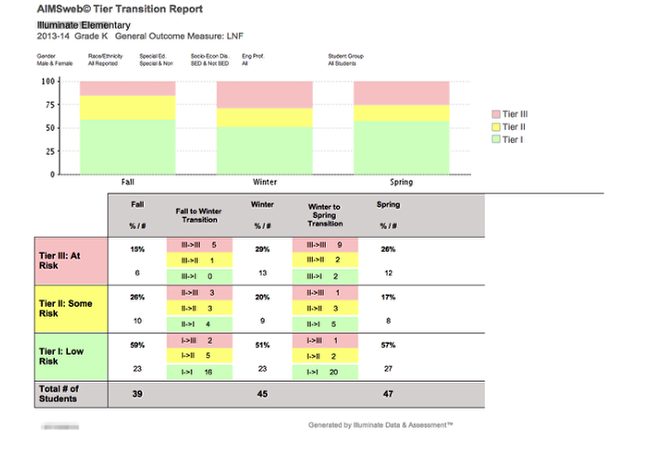 AIMSweb© Tier Transition Report
Illuminate Elementary
2013-14 Grade K General Outcome Measure: LNF
Gender Race/Ethnicity Special Ed. Socio-Econ Dis. Eng Prof. Student Group
Male & Female All Reported Special & Non SED & Not SED All All Students
100
75
50
25
0
Fall Winter Spring
Tier III
Tier II
Tier I
Fall Fall to Winter Transition Winter Winter to Spring Transition Spring
% / # % / # % / #
Tier III: At Risk
15% III->III 5 29% III->III 9 26%
III->II 1 III->II 2
6 III->I 0 13 III->I 2 12
Tier II: Some Risk
26% II->III 3 20% II->III 1 17%
II->II 3 II->II 3
10 II->I 4 9 II->I 5 8
Tier I: Low Risk
59% I->III 2 51% I->III 1 57%
I->II 5 I->II 2
23 I->I 16 23 I->I 20 27
Total # of Students 39 45 47
Generated by Illuminate Data & Assessment™